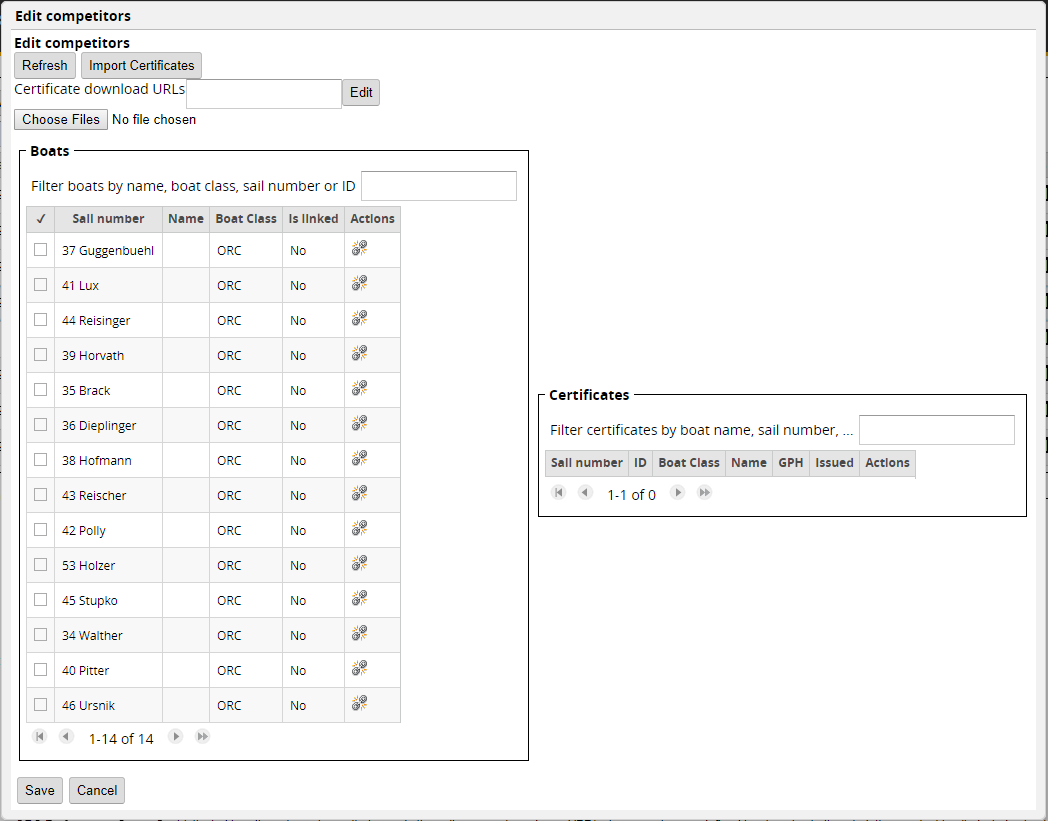 Edit competitors
Edit competitors
Refresh Import Certificates
Certificate download URLs Edit
Choose Files No file chosen
Boats
Filter boats by name, boat class, sail number or ID
✓ Sail number Name Boat Class Is linked Actions
37 Guggenbuehl ORC No
41 Lux ORC No
44 Reisinger ORC No
39 Horvath ORC No
35 Brack ORC No
36 Dieplinger ORC No
38 Hofmann ORC No
43 Reischer ORC No
42 Polly ORC No
53 Holzer ORC No
45 Stupko ORC No
34 Walther ORC No
40 Pitter ORC No
46 Ursnik ORC No
1-14 of 14
Certificates
Filter certificates by boat name, sail number, ...
Sail number ID Boat Class Name GPH Issued Actions
1-1 of 0
Save Cancel